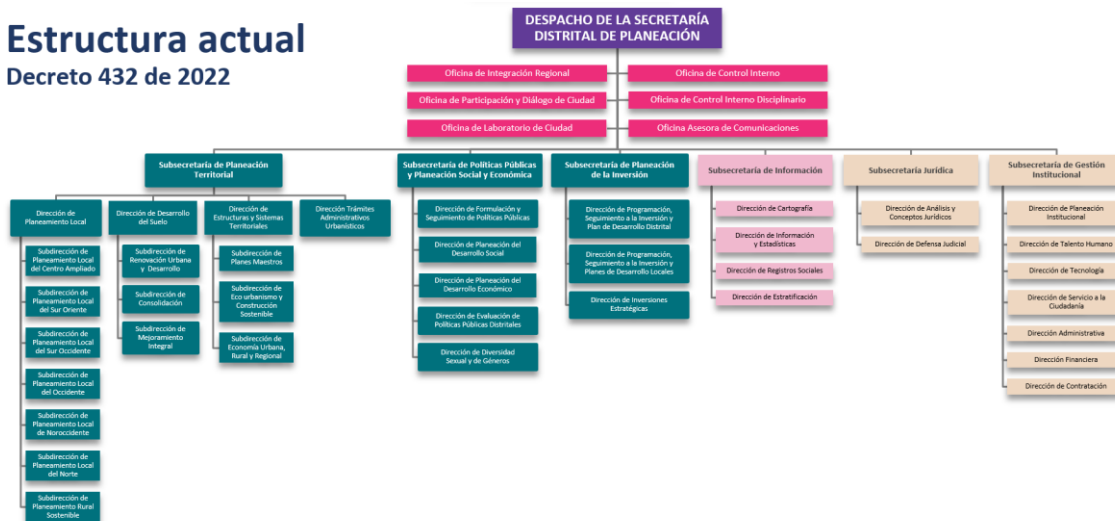 Estructura actual
Decreto 432 de 2022
DESPACHO DE LA SECRETARÍA
DISTRITAL DE PLANEACIÓN
Oficina de Integración Regional
Oficina de Control Interno
Oficina de Participación y Diálogo de Ciudad
Oficina de Control Interno Disciplinario
Oficina de Laboratorio de Ciudad
Oficina Asesora de Comunicaciones
Subsecretaría de Planeación
Territorial
Dirección de
Planeamiento Local
Subdirección de
Planeamiento Local
del Centro Ampliado
Subdirección de
Planeamiento Local
del Sur Oriente
Subdirección de
Planeamiento Local
del Sur Occidente
Subdirección de
Planeamiento Local
del Occidente
Subdirección de
Planeamiento Local
de Noroccidente
Subdirección de
Planeamiento Local
del Norte
Subdirección de
Planeamiento Rural
Sostenible
Dirección de Desarrollo
del Suelo
Subdirección de
Renovación Urbana
y Desarrollo
Subdirección de
Consolidación
Subdirección de
Mejoramiento
Integral
Dirección de
Estructuras y Sistemas
Territoriales
Subdirección de
Planes Maestros
Subdirección de
Eco urbanismo y
Construcción
Sostenible
Subdirección de
Economía Urbana,
Rural y Regional
Dirección Trámites
Administrativos
Urbanísticos
Subsecretaría de Políticas Públicas
y Planeación Social y Económica
Dirección de Formulación y
Seguimiento de Políticas Públicas
Dirección de Planeación del
Desarrollo Social
Dirección de Planeación del
Desarrollo Económico
Dirección de Evaluación de
Políticas Públicas Distritales
Dirección de Diversidad
Sexual y de Géneros
Subsecretaría de Planeación
de la Inversión
Dirección de Programación,
Seguimiento a la Inversión y
Plan de Desarrollo Distrital
Dirección de Programación,
Seguimiento a la Inversión y
Planes de Desarrollo Locales
Dirección de Inversiones
Estratégicas
Subsecretaría de Información
Dirección de Cartografía
Dirección de Información
y Estadísticas
Dirección de Registros Sociales
Dirección de Estratificación
Subsecretaría Jurídica
Dirección de Análisis y
Conceptos Jurídicos
Dirección de Defensa Judicial
Subsecretaría de Gestión
Institucional
Dirección de Planeación
Institucional
Dirección de Talento Humano
Dirección de Tecnología
Dirección de Servicio a la
Ciudadanía
Dirección Administrativa
Dirección Financiera
Dirección de Contratación